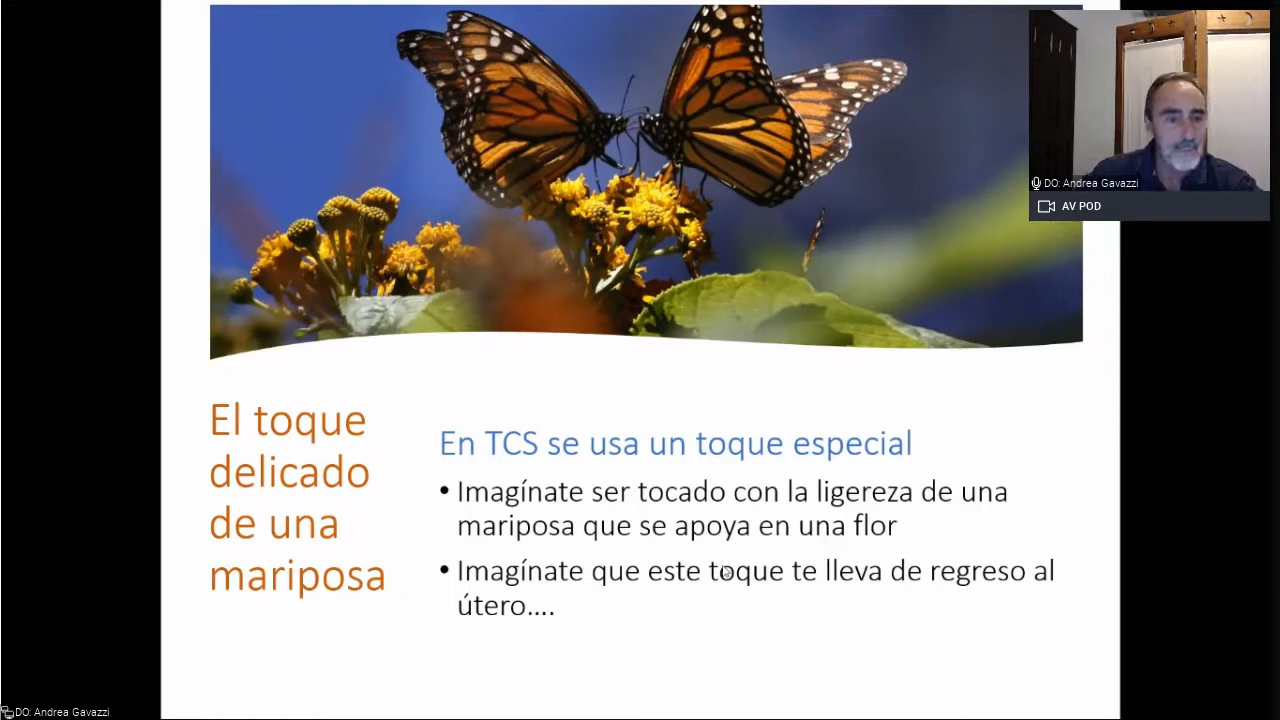 DO: Andrea Gavazzi
AV POD
El toque
delicado
de una
mariposa
En TCS se usa un toque especial
• Imagínate ser tocado con la ligereza de una
mariposa que se apoya en una flor
• Imagínate que este toque te lleva de regreso al
útero....
DO: Andrea Gavazzi